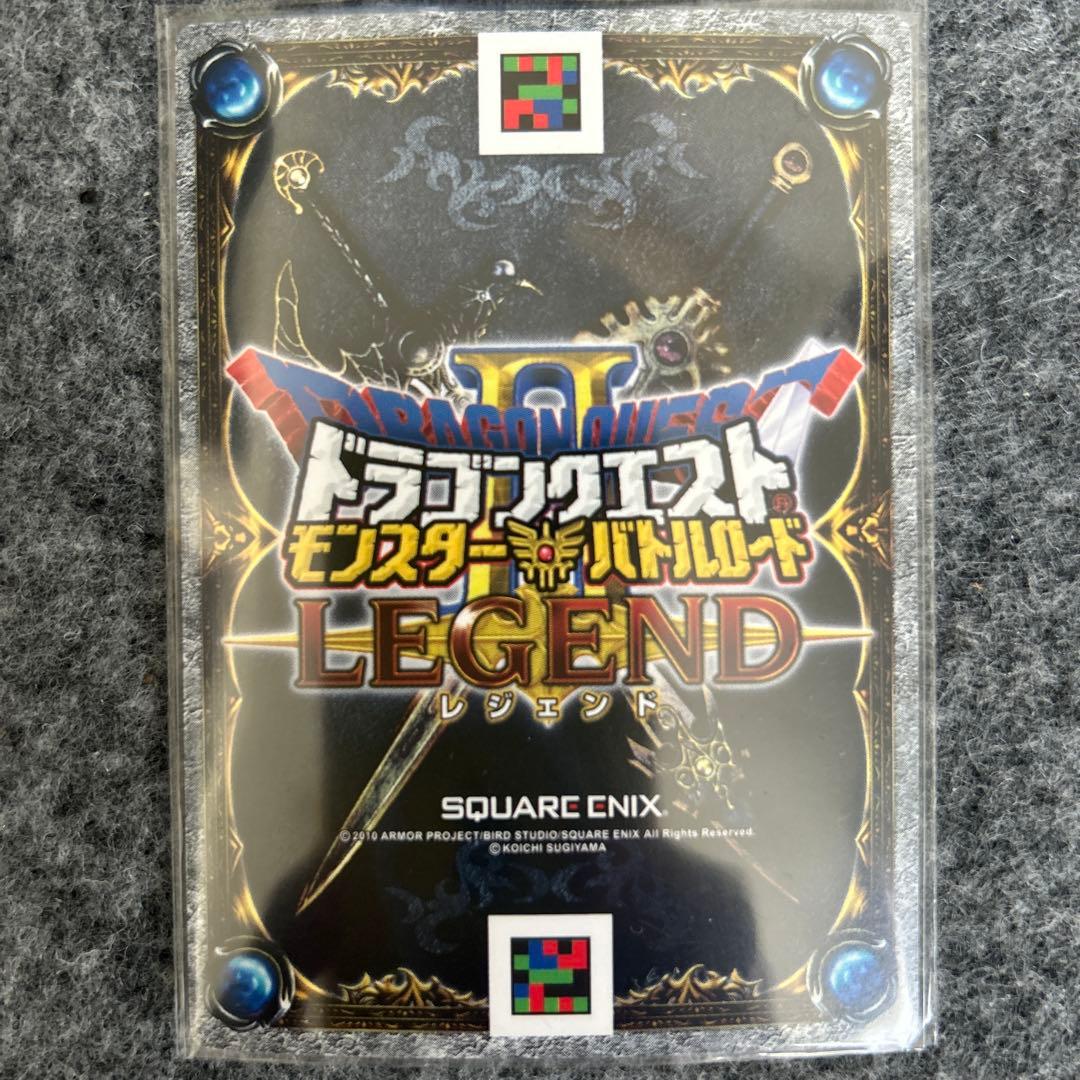 II
DRAGON QUEST
ドラゴンクエスト®
モンスターバトルロード
LEGEND
レジェンド
SQUARE ENIX®
©2010 ARMOR PROJECT/BIRD STUDIO/SQUARE ENIX All Rights Reserved.
©KOICHI SUGIYAMA